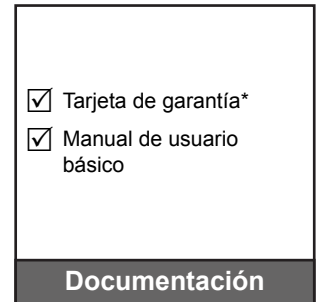 Tarjeta de garantía*
Manual de usuario
básico
Documentación